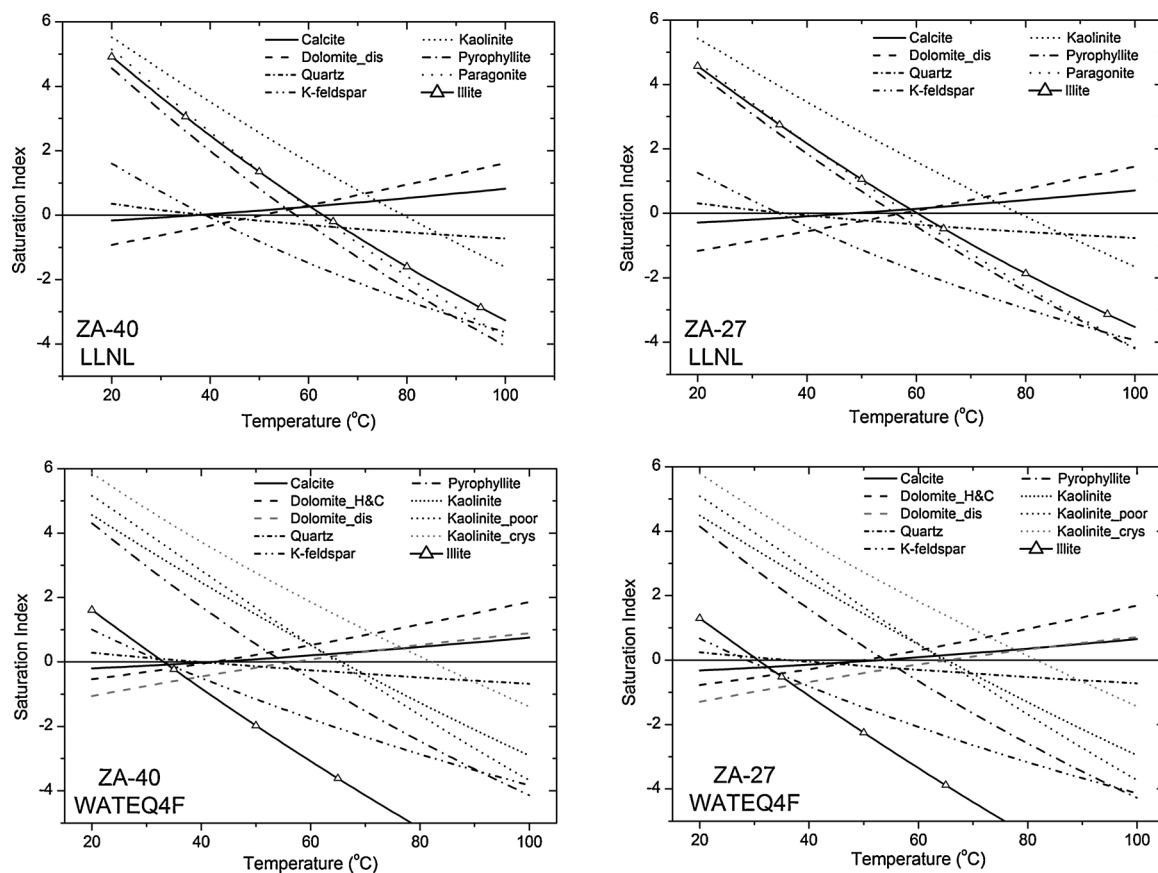 6
4
2
0
-2
-4
Saturation Index
Calcite
Dolomite_dis
Quartz
K-feldspar
Kaolinite
Pyrophyllite
Paragonite
Illite
ZA-40
LLNL
20 40 60 80 100
Temperature (°C)
6
4
2
0
-2
-4
Saturation Index
Calcite
Dolomite_dis
Quartz
K-feldspar
Kaolinite
Pyrophyllite
Paragonite
Illite
ZA-27
LLNL
20 40 60 80 100
Temperature (°C)
6
4
2
0
-2
-4
Saturation Index
Calcite
Dolomite_H&C
Dolomite_dis
Quartz
K-feldspar
Pyrophyllite
Kaolinite
Kaolinite_poor
Kaolinite_crys
Illite
ZA-40
WATEQ4F
20 40 60 80 100
Temperature (°C)
6
4
2
0
-2
-4
Saturation Index
Calcite
Dolomite_H&C
Dolomite_dis
Quartz
K-feldspar
Pyrophyllite
Kaolinite
Kaolinite_poor
Kaolinite_crys
Illite
ZA-27
WATEQ4F
20 40 60 80 100
Temperature (°C)